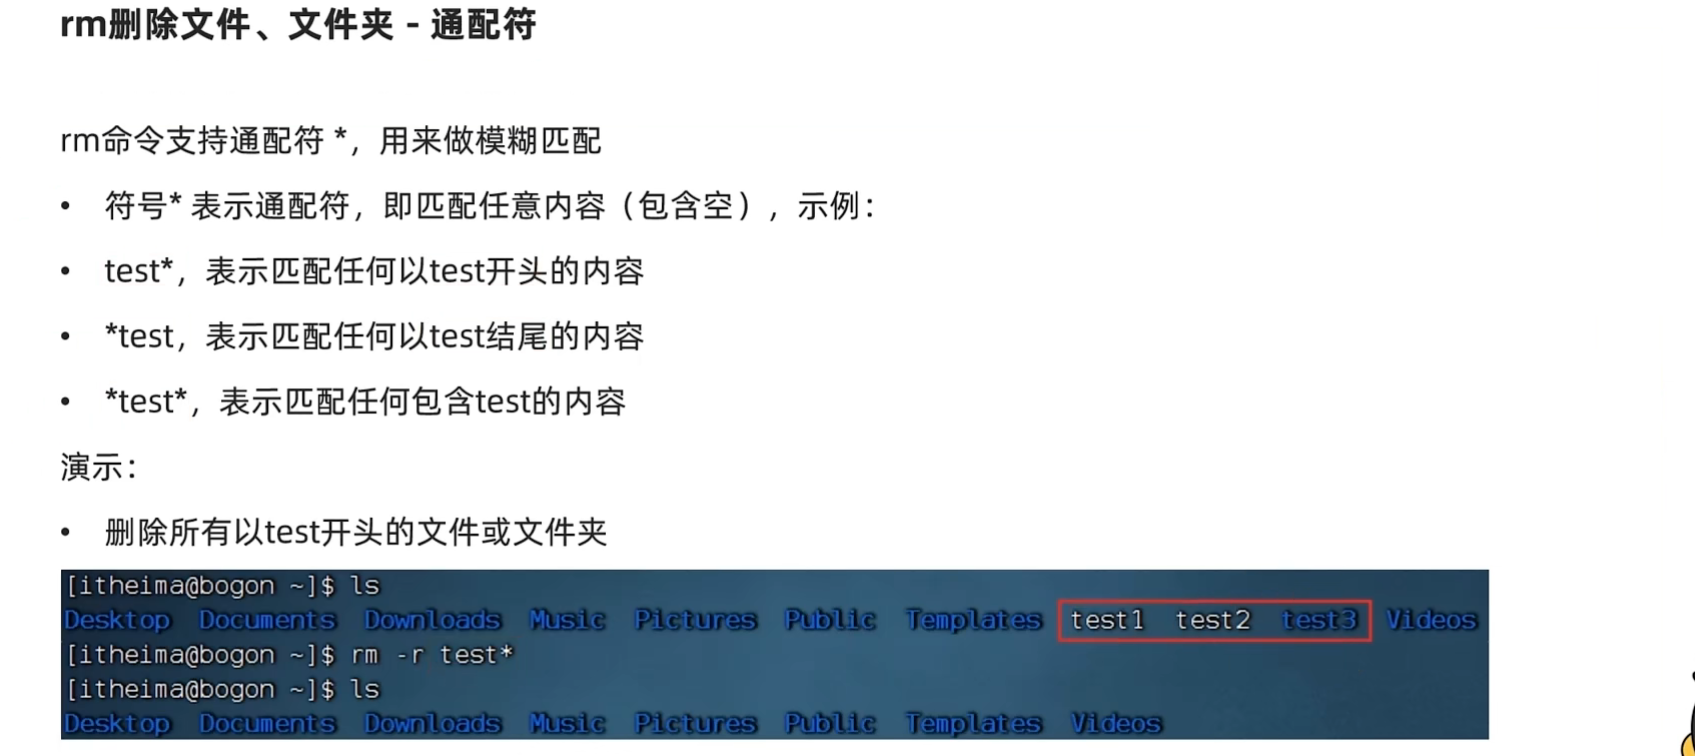 rm删除文件、文件夹 - 通配符
rm命令支持通配符 *，用来做模糊匹配
• 符号* 表示通配符，即匹配任意内容（包含空），示例：
• test*，表示匹配任何以test开头的内容
• *test，表示匹配任何以test结尾的内容
• *test*，表示匹配任何包含test的内容
演示：
• 删除所有以test开头的文件或文件夹
[itheima@bogon ~]$ ls
Desktop Documents Downloads Music Pictures Public Templates test1 test2 test3 Videos
[itheima@bogon ~]$ rm -r test*
[itheima@bogon ~]$ ls
Desktop Documents Downloads Music Pictures Public Templates Videos